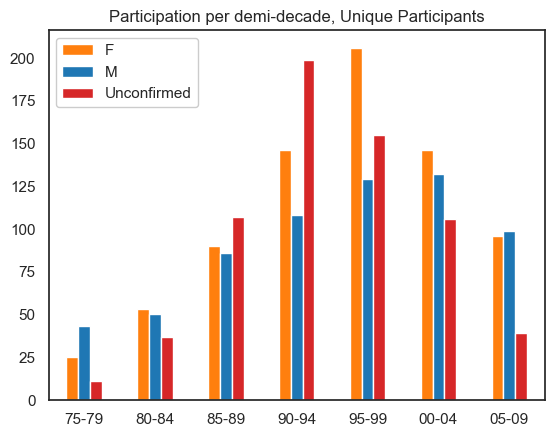 Participation per demi-decade, Unique Participants
F
M
Unconfirmed
200
175
150
125
100
75
50
25
0
75-79 80-84 85-89 90-94 95-99 00-04 05-09